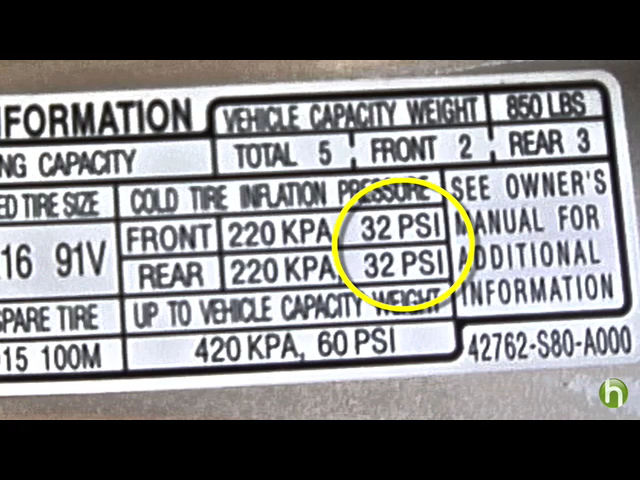 NFORMATION
VEHICLE CAPACITY WEIGHT 850 LBS
NG CAPACITY
TOTAL 5 FRONT 2 REAR 3
ED TIRE SIZE
COLD TIRE INFLATION PRESSURE
SEE OWNER'S
MANUAL FOR
ADDITIONAL
INFORMATION
16 91V
FRONT 220 KPA, 32 PSI
REAR 220 KPA, 32 PSI
SPARE TIRE
UP TO VEHICLE CAPACITY WEIGHT
15 100M
420 KPA, 60 PSI
42762-S80-A000
h